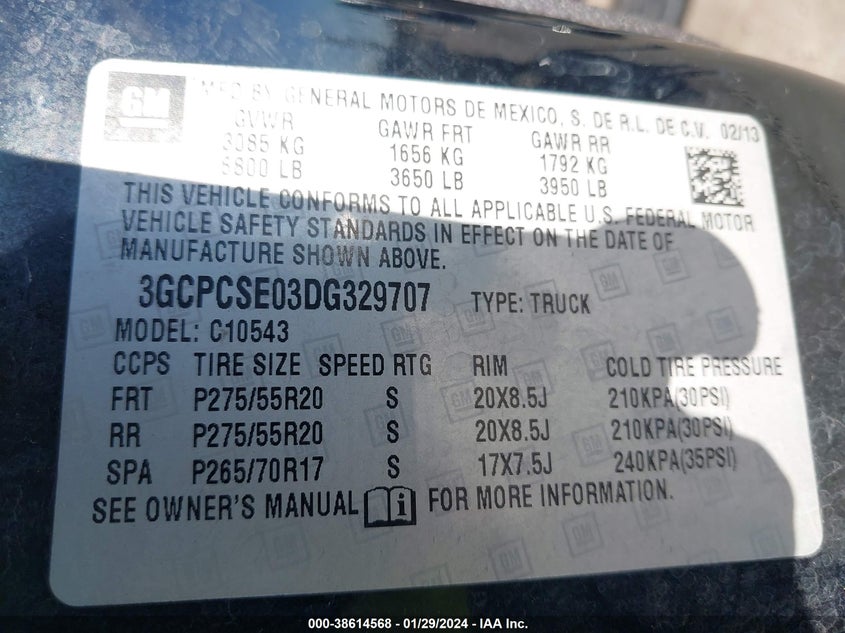 GM
MFD BY GENERAL MOTORS DE MEXICO, S. DE R.L. DE C.V. 02/13
GVWR GAWR FRT GAWR RR
3085 KG 1656 KG 1792 KG
6800 LB 3650 LB 3950 LB
THIS VEHICLE CONFORMS TO ALL APPLICABLE U.S. FEDERAL MOTOR
VEHICLE SAFETY STANDARDS IN EFFECT ON THE DATE OF
MANUFACTURE SHOWN ABOVE.
3GCPCSE03DG329707 TYPE: TRUCK
MODEL: C10543
CCPS TIRE SIZE SPEED RTG RIM COLD TIRE PRESSURE
FRT P275/55R20 S 20X8.5J 210KPA(30PSI)
RR P275/55R20 S 20X8.5J 210KPA(30PSI)
SPA P265/70R17 S 17X7.5J 240KPA(35PSI)
SEE OWNER'S MANUAL i FOR MORE INFORMATION.
000-38614568 - 01/29/2024 - IAA Inc.